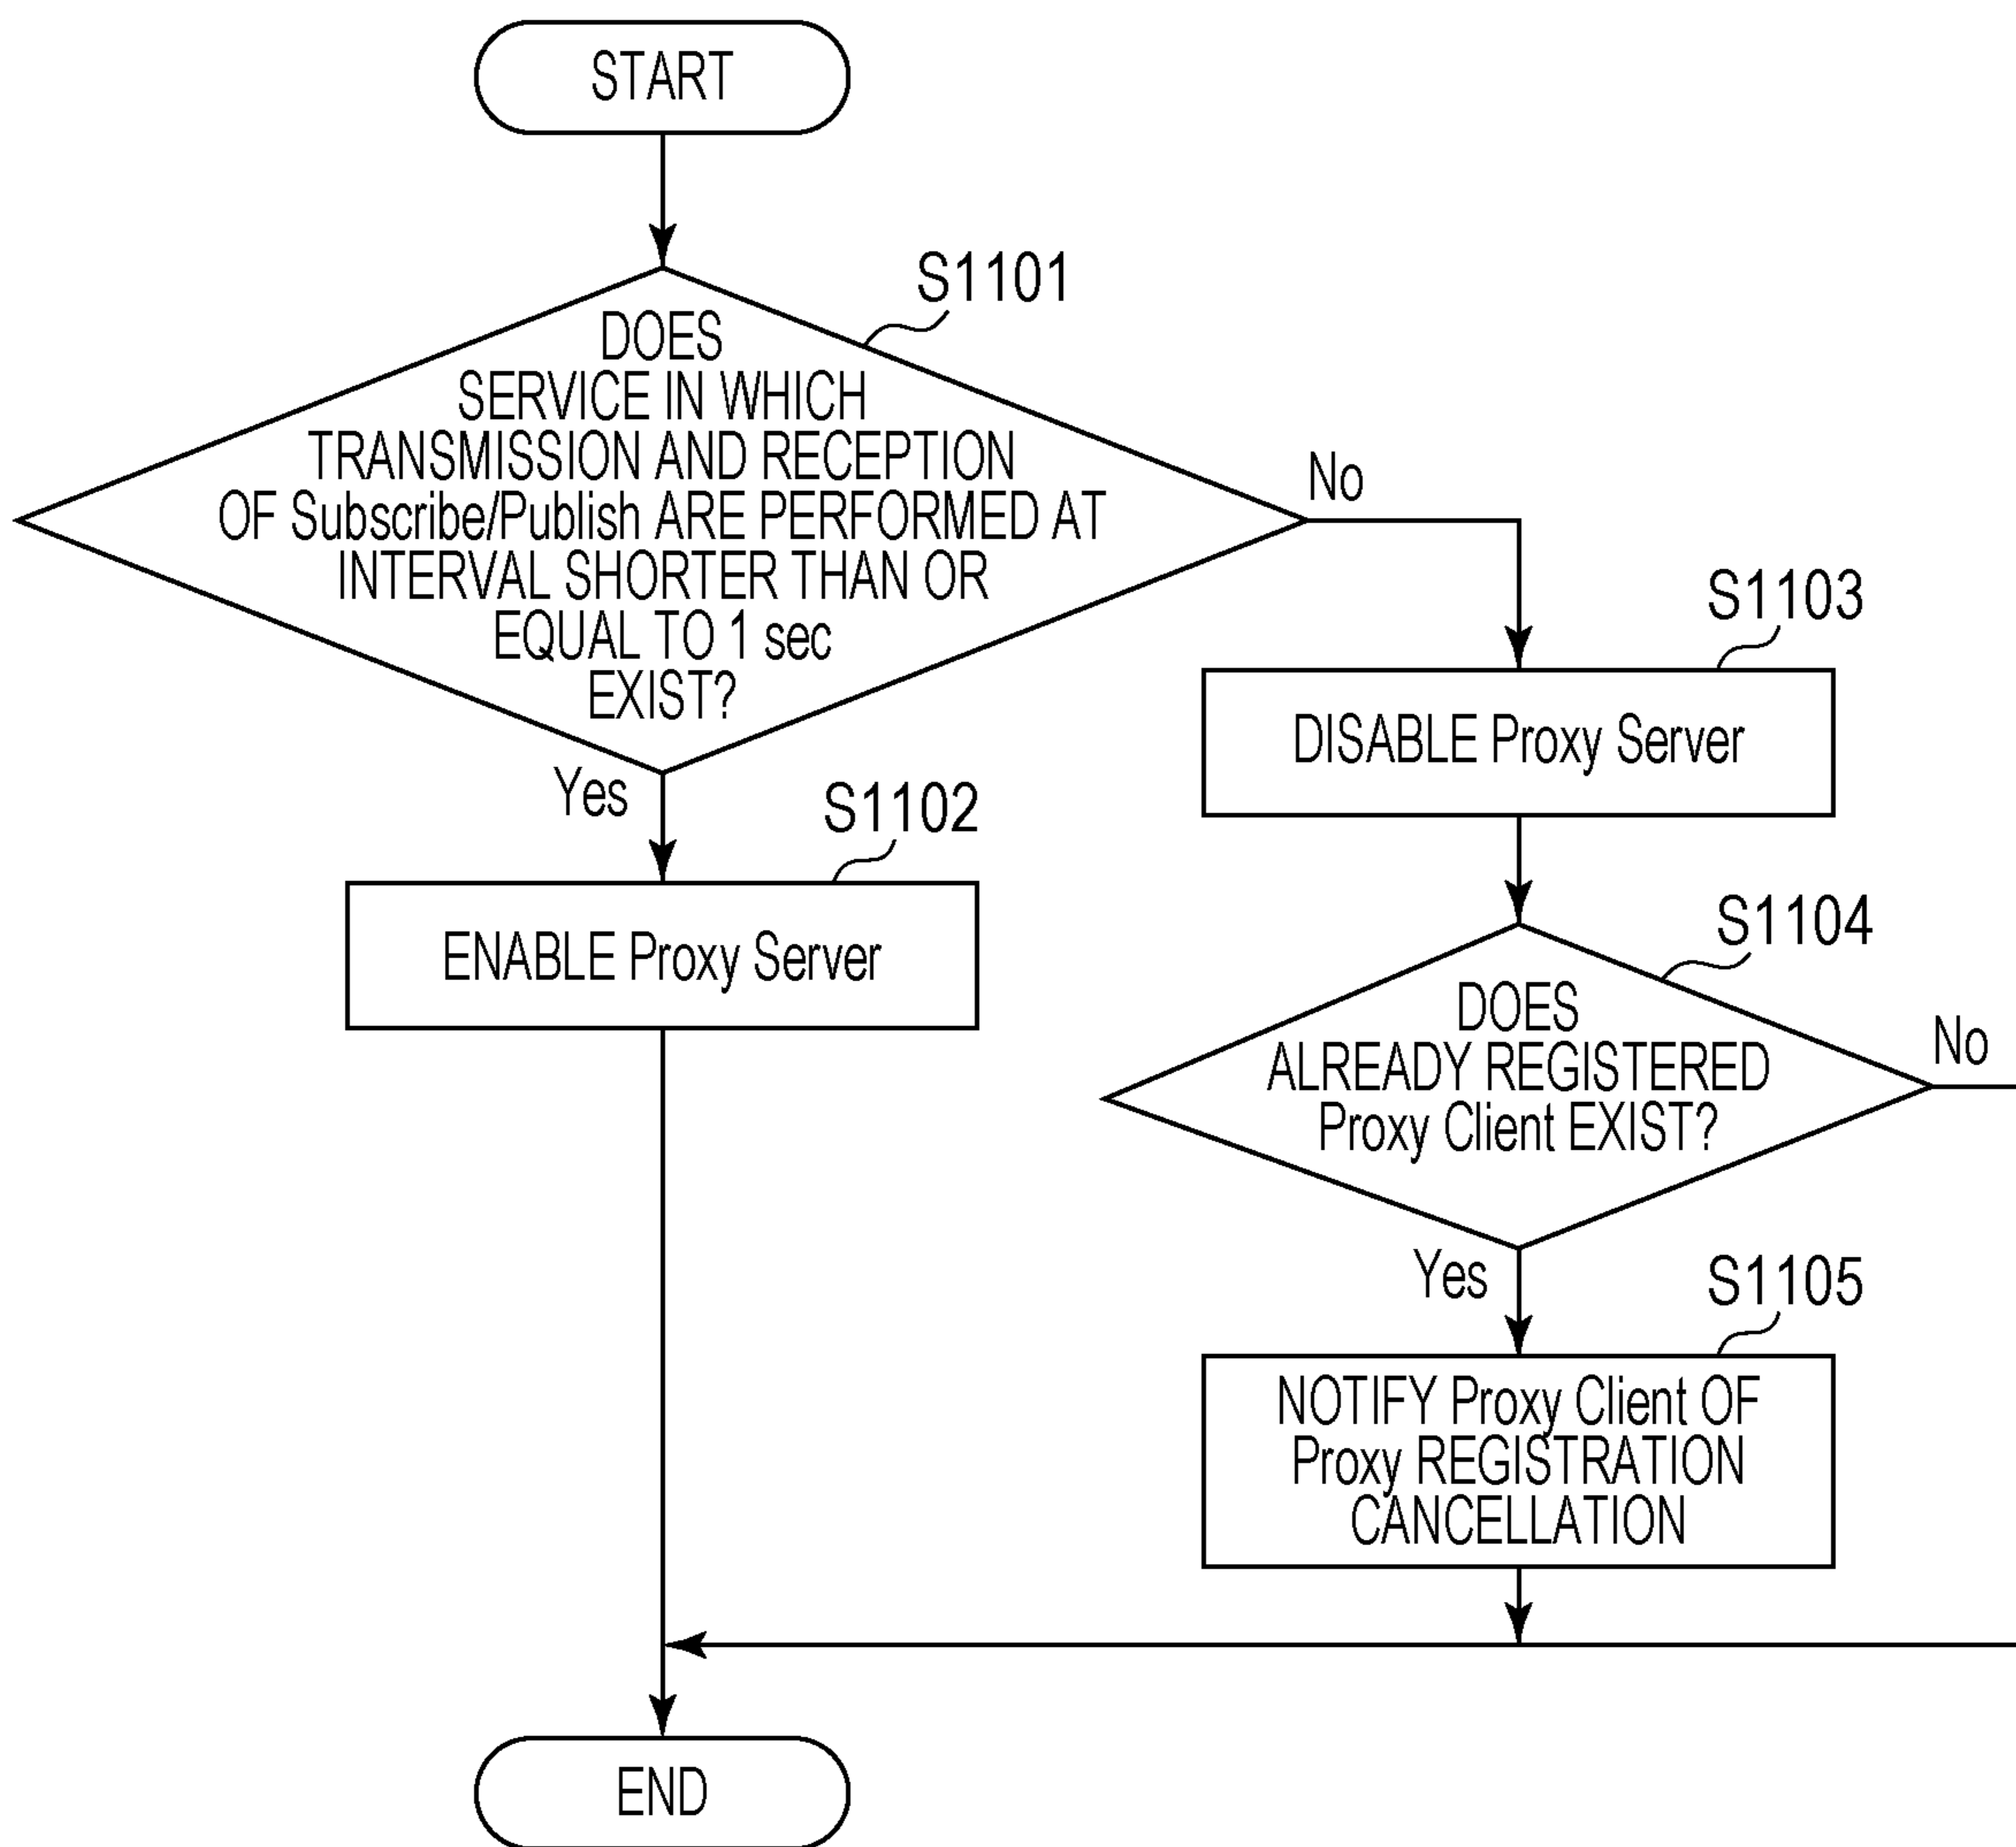 START
S1101
DOES
SERVICE IN WHICH
TRANSMISSION AND RECEPTION
OF Subscribe/Publish ARE PERFORMED AT
INTERVAL SHORTER THAN OR
EQUAL TO 1 sec
EXIST?
No
Yes
S1102
ENABLE Proxy Server
S1103
DISABLE Proxy Server
S1104
DOES
ALREADY REGISTERED
Proxy Client EXIST?
No
Yes
S1105
NOTIFY Proxy Client OF
Proxy REGISTRATION
CANCELLATION
END